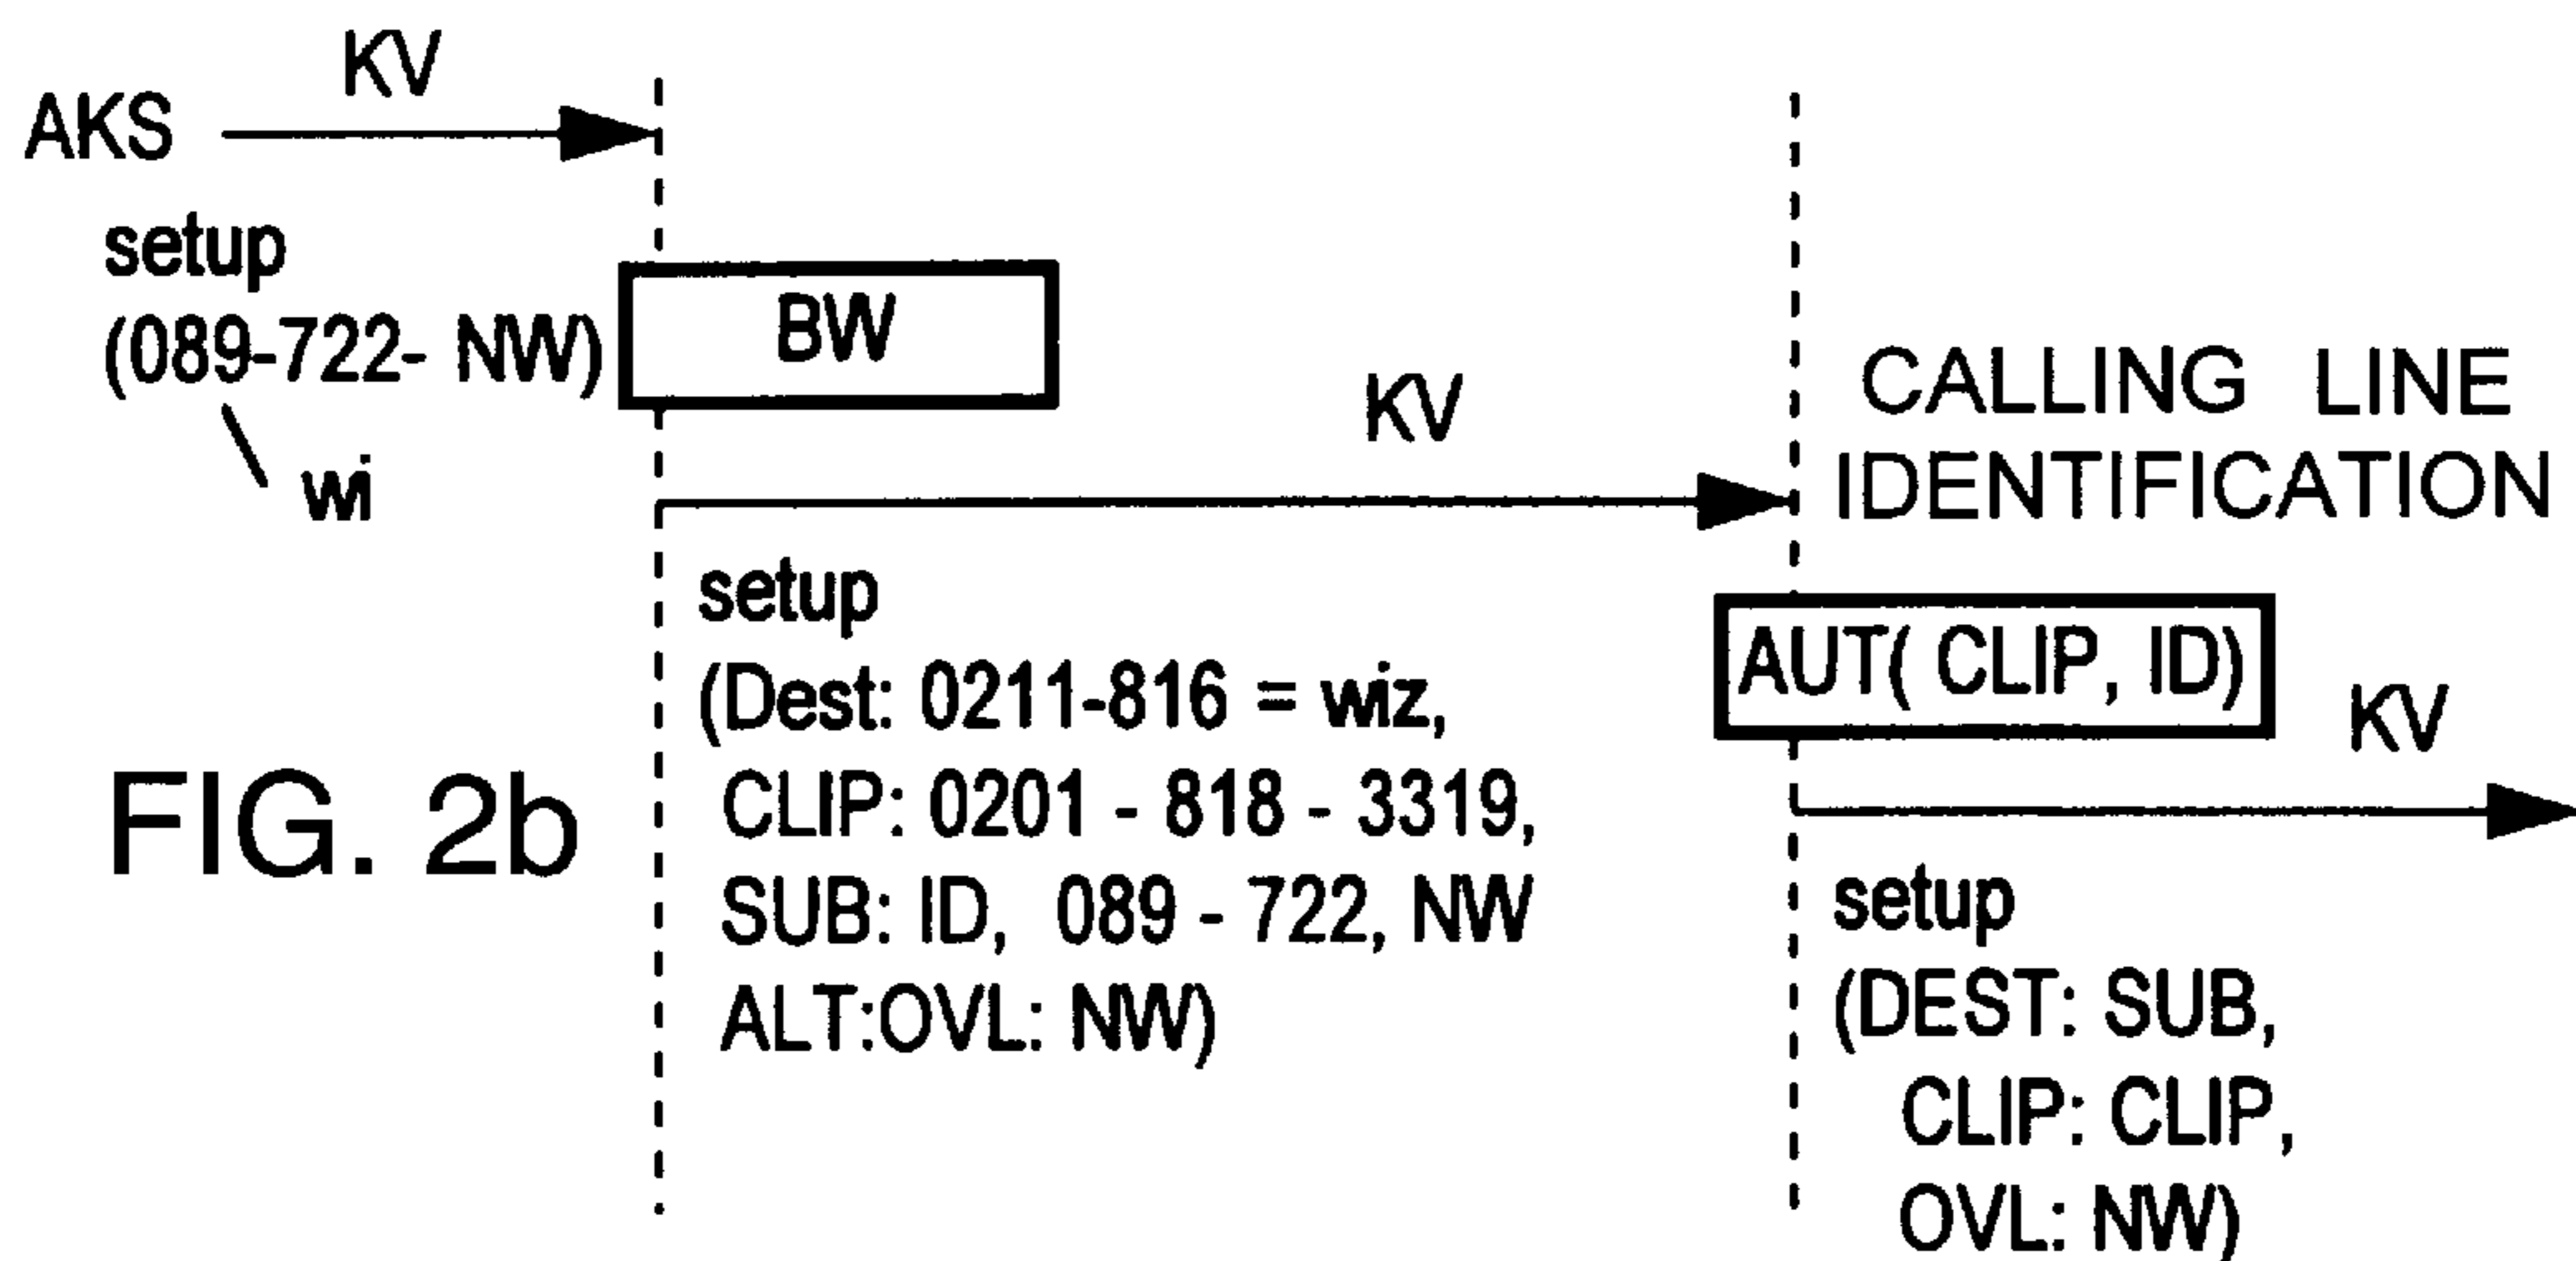 KV
AKS
setup
(089-722- NW)
wi
BW
KV
CALLING LINE
IDENTIFICATION
setup
(Dest: 0211-816 = wiz,
CLIP: 0201 - 818 - 3319,
SUB: ID, 089 - 722, NW
ALT:OVL: NW)
AUT( CLIP, ID)
KV
setup
(DEST: SUB,
CLIP: CLIP,
OVL: NW)
FIG. 2b